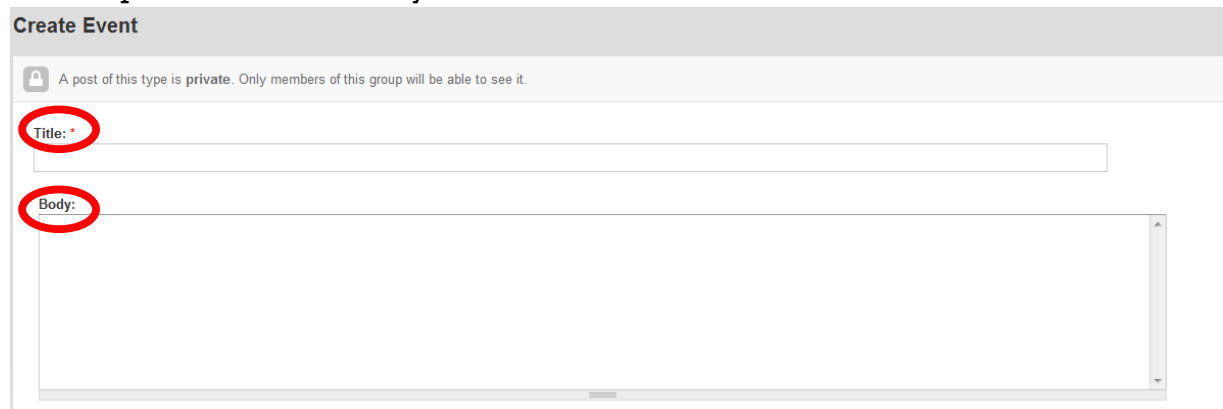 Create Event
A post of this type is private. Only members of this group will be able to see it.
Title: *
Body: